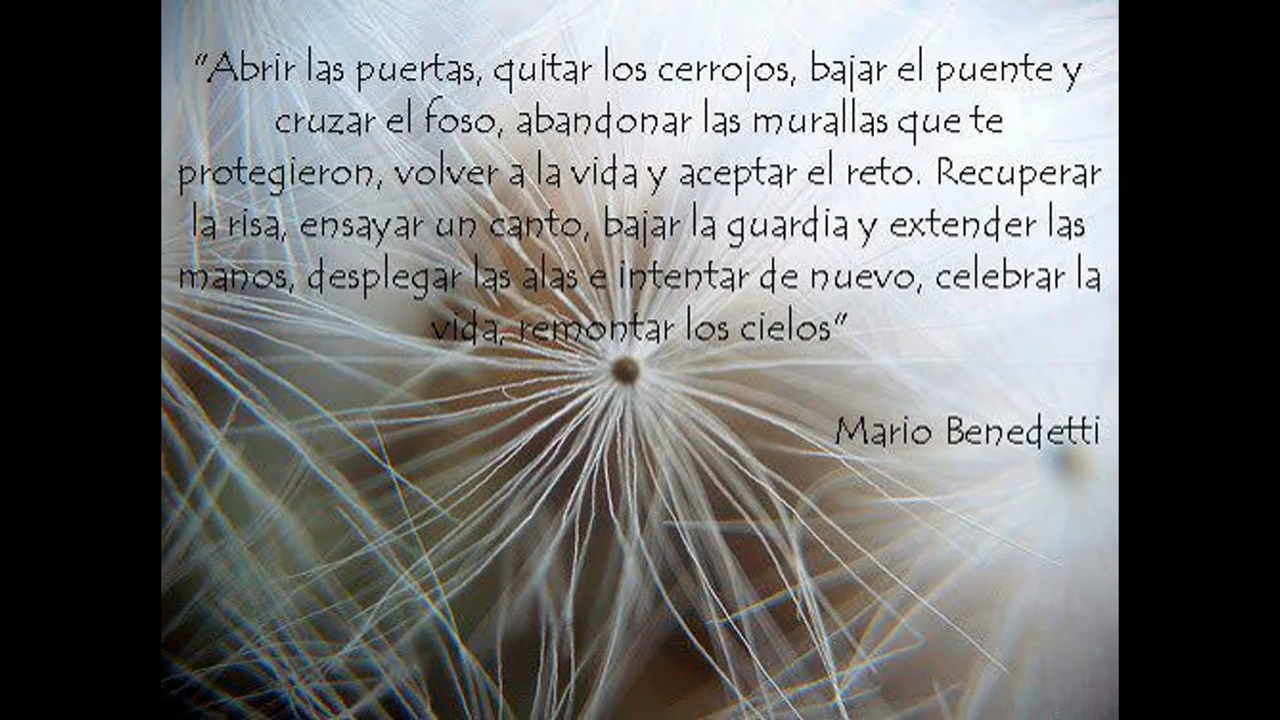 "Abrir las puertas, quitar los cerrojos, bajar el puente y
cruzar el foso, abandonar las murallas que te
protegieron, volver a la vida y aceptar el reto. Recuperar
la risa, ensayar un canto, bajar la guardia y extender las
manos, desplegar las alas e intentar de nuevo, celebrar la
vida, remontar los cielos"
Mario Benedetti